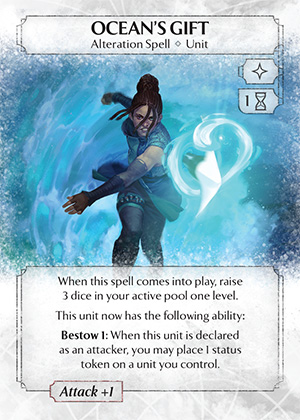 OCEAN'S GIFT
Alteration Spell ◇ Unit
1
When this spell comes into play, raise
3 dice in your active pool one level.
This unit now has the following ability:
Bestow 1: When this unit is declared
as an attacker, you may place 1 status
token on a unit you control.
Attack +1